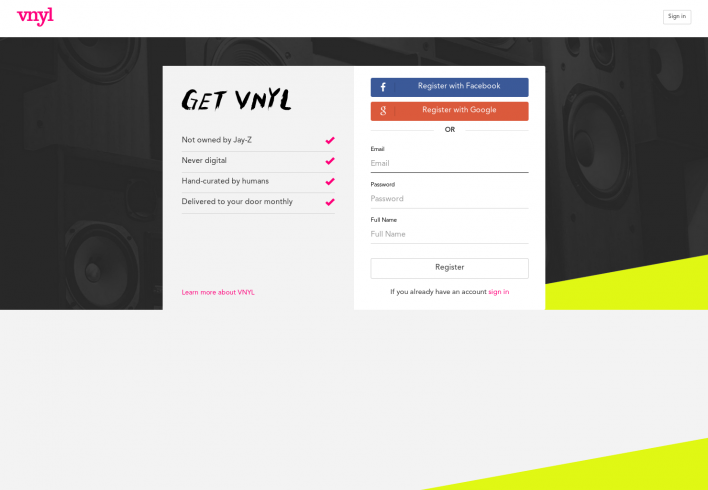 vnyl
Sign in
GET VNYL
Not owned by Jay-Z
Never digital
Hand-curated by humans
Delivered to your door monthly
Learn more about VNYL
Register with Facebook
Register with Google
OR
Email
Email
Password
Password
Full Name
Full Name
Register
If you already have an account sign in